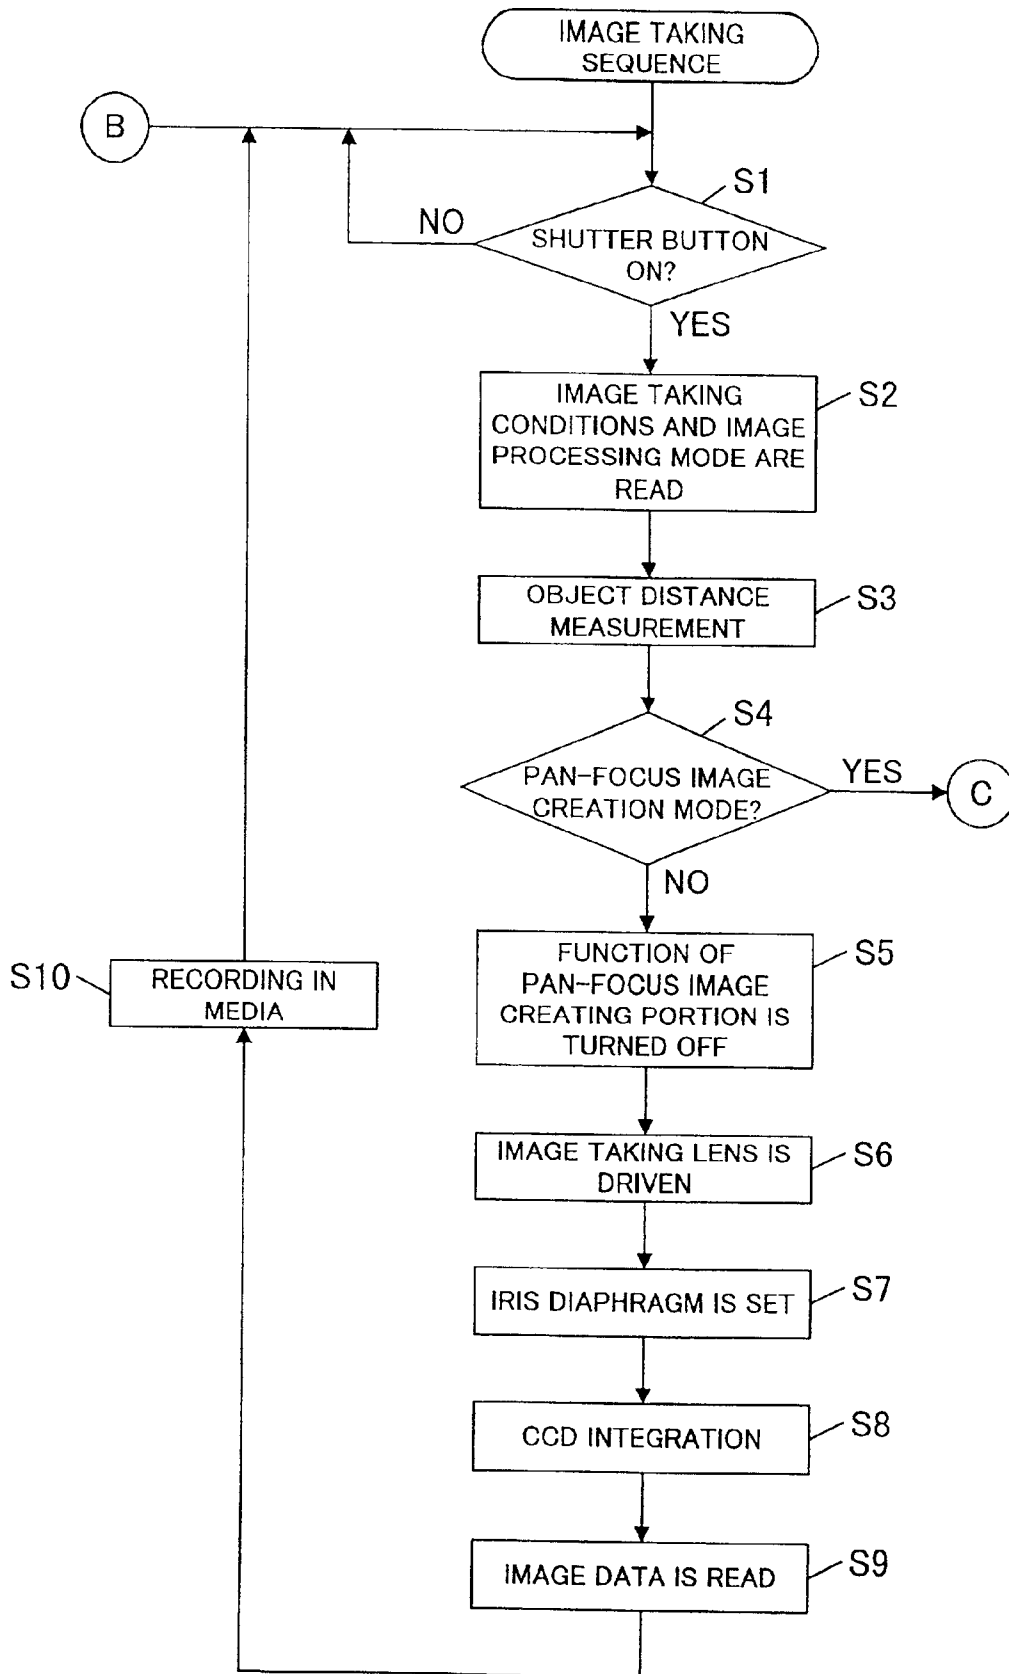 IMAGE TAKING
SEQUENCE
B
S1
NO
SHUTTER BUTTON
ON?
YES
IMAGE TAKING
CONDITIONS AND IMAGE
PROCESSING MODE ARE
READ
S2
OBJECT DISTANCE
MEASUREMENT
S3
S4
PAN-FOCUS IMAGE
CREATION MODE?
YES
C
NO
FUNCTION OF
PAN-FOCUS IMAGE
CREATING PORTION IS
TURNED OFF
S5
S10
RECORDING IN
MEDIA
IMAGE TAKING LENS IS
DRIVEN
S6
IRIS DIAPHRAGM IS SET
S7
CCD INTEGRATION
S8
IMAGE DATA IS READ
S9